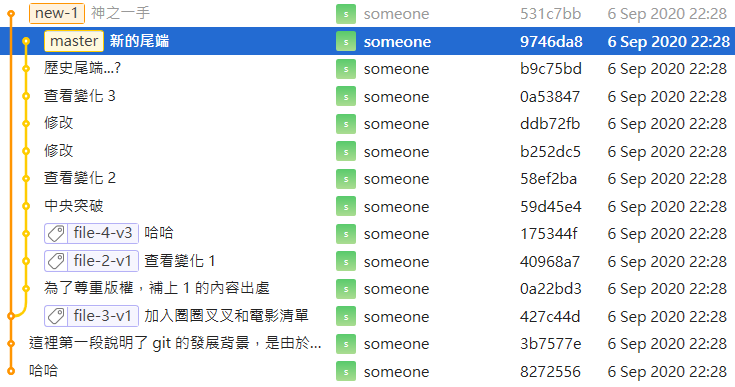 new-1 神之一手 s someone 531c7bb 6 Sep 2020 22:28
master 新的尾端 s someone 9746da8 6 Sep 2020 22:28
歷史尾端...? s someone b9c75bd 6 Sep 2020 22:28
查看變化 3 s someone 0a53847 6 Sep 2020 22:28
修改 s someone ddb72fb 6 Sep 2020 22:28
修改 s someone b252dc5 6 Sep 2020 22:28
查看變化 2 s someone 58ef2ba 6 Sep 2020 22:28
中央突破 s someone 59d45e4 6 Sep 2020 22:28
file-4-v3 哈哈 s someone 175344f 6 Sep 2020 22:28
file-2-v1 查看變化 1 s someone 40968a7 6 Sep 2020 22:28
為了尊重版權，補上 1 的內容出處 s someone 0a22bd3 6 Sep 2020 22:28
file-3-v1 加入圈圈叉叉和電影清單 s someone 427c44d 6 Sep 2020 22:28
這裡第一段說明了 git 的發展背景，是由於... s someone 3b7577e 6 Sep 2020 22:28
哈哈 s someone 8272556 6 Sep 2020 22:28